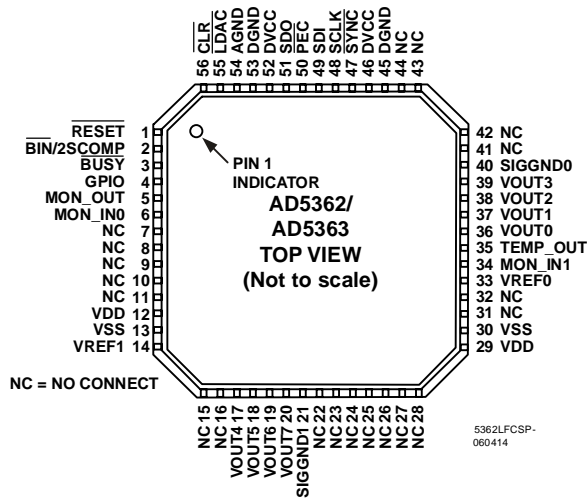 56 CLR
55 LDAC
54 AGND
53 DGND
52 DVCC
51 SDO
50 PEC
49 SDI
48 SCLK
47 SYNC
46 DVCC
45 DGND
44 NC
43 NC
RESET 1
BIN/2SCOMP 2
BUSY 3
GPIO 4
MON_OUT 5
MON_IN0 6
NC 7
NC 8
NC 9
NC 10
NC 11
VDD 12
VSS 13
VREF1 14
PIN 1
INDICATOR
AD5362/
AD5363
TOP VIEW
(Not to scale)
42 NC
41 NC
40 SIGGND0
39 VOUT3
38 VOUT2
37 VOUT1
36 VOUT0
35 TEMP_OUT
34 MON_IN1
33 VREF0
32 NC
31 NC
30 VSS
29 VDD
NC = NO CONNECT
NC 15
NC 16
VOUT4 17
VOUT5 18
VOUT6 19
VOUT7 20
SIGGND1 21
NC 22
NC 23
NC 24
NC 25
NC 26
NC 27
NC 28
5362LFCSP-
060414